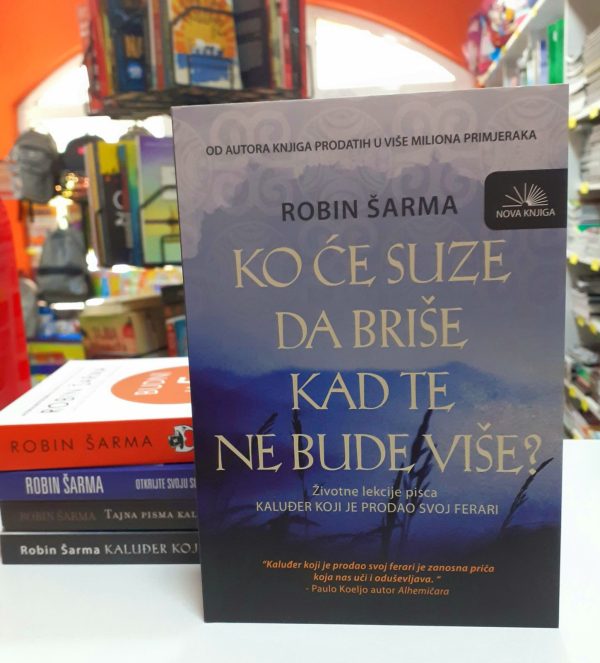 OD AUTORA KNJIGA PRODATIH U VIŠE MILIONA PRIMJERAKA
ROBIN ŠARMA
NOVA KNJIGA
KO ĆE SUZE
DA BRIŠE
KAD TE
NE BUDE VIŠE?
Životne lekcije pisca
KALUĐER KOJI JE PRODAO SVOJ FERARI
"Kaluđer koji je prodao svoj ferari je zanosna priča
koja nas uči i oduševljava. "
- Paulo Koeljo autor Alhemičara
ROBIN ŠARMA
BUDIM
ROBIN ŠARMA
ROBIN ŠARMA OTKRIJTE SVOJU
ROBIN ŠARMA TAJNA PISMA KAL
Robin Šarma KALUĐER KOJ